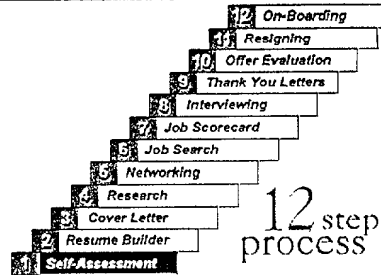 12 On-Boarding
11 Resigning
10 Offer Evaluation
9 Thank You Letters
8 Interviewing
7 Job Scorecard
6 Job Search
5 Networking
4 Research
3 Cover Letter
2 Resume Builder
1 Self-Assessment
12 step
process